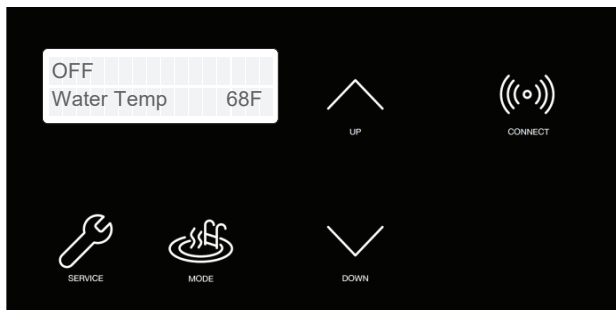 OFF
Water Temp 68F
UP
CONNECT
SERVICE
MODE
DOWN